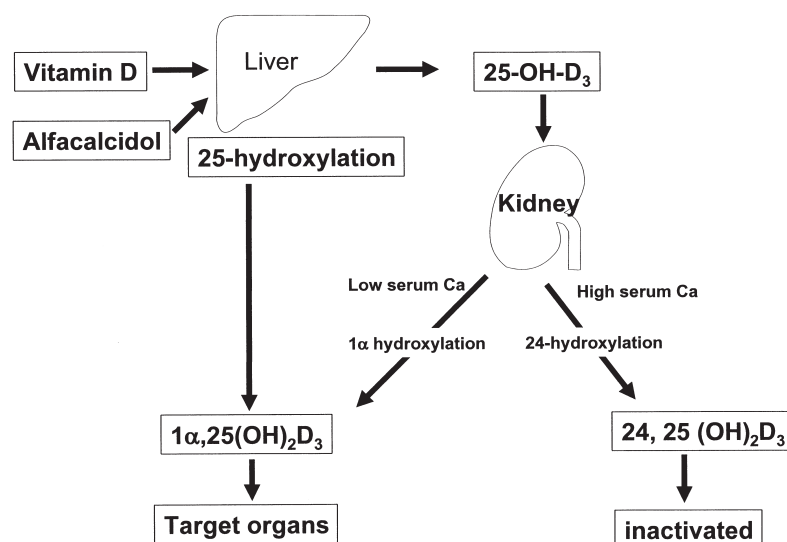 Liver
Vitamin D
25-OH-D₃
Alfacalcidol
25-hydroxylation
Kidney
Low serum Ca
High serum Ca
1α hydroxylation
24-hydroxylation
1α,25(OH)₂D₃
24, 25 (OH)₂D₃
Target organs
inactivated